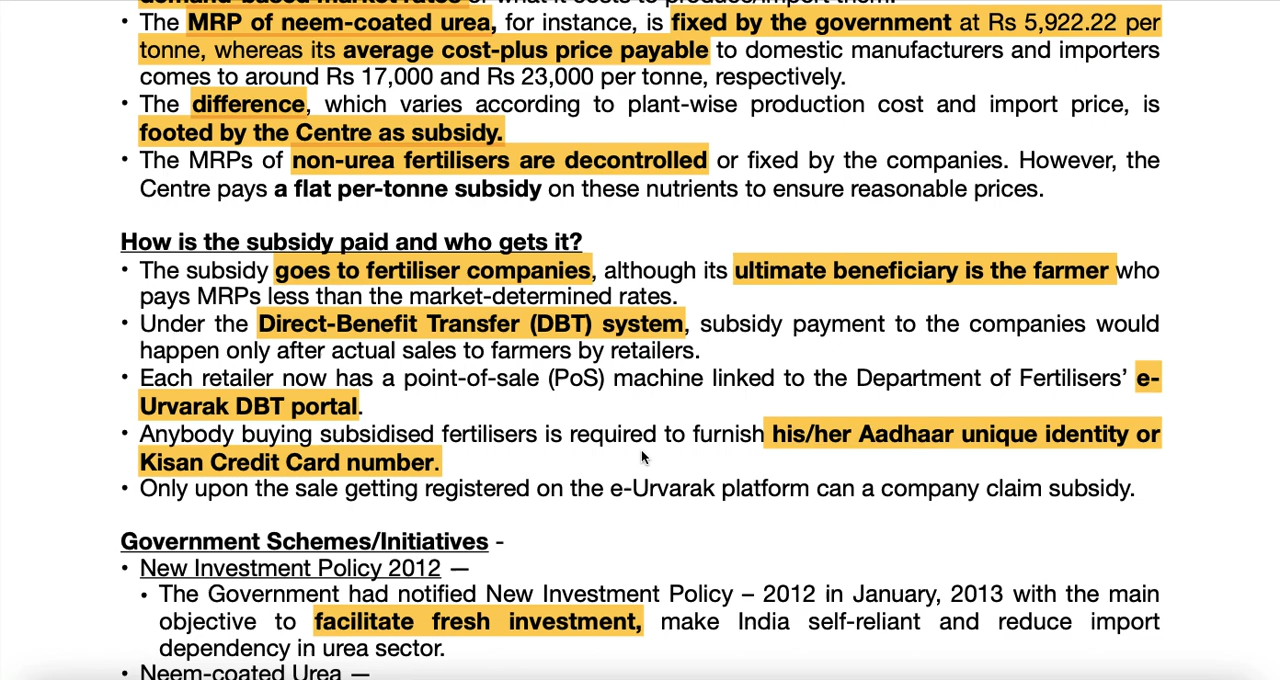 demand-based market rates or what it costs to produce/import them.
• The MRP of neem-coated urea, for instance, is fixed by the government at Rs 5,922.22 per
tonne, whereas its average cost-plus price payable to domestic manufacturers and importers
comes to around Rs 17,000 and Rs 23,000 per tonne, respectively.
• The difference, which varies according to plant-wise production cost and import price, is
footed by the Centre as subsidy.
• The MRPs of non-urea fertilisers are decontrolled or fixed by the companies. However, the
Centre pays a flat per-tonne subsidy on these nutrients to ensure reasonable prices.
How is the subsidy paid and who gets it?
• The subsidy goes to fertiliser companies, although its ultimate beneficiary is the farmer who
pays MRPs less than the market-determined rates.
• Under the Direct-Benefit Transfer (DBT) system, subsidy payment to the companies would
happen only after actual sales to farmers by retailers.
• Each retailer now has a point-of-sale (PoS) machine linked to the Department of Fertilisers’ e-
Urvarak DBT portal.
• Anybody buying subsidised fertilisers is required to furnish his/her Aadhaar unique identity or
Kisan Credit Card number.
• Only upon the sale getting registered on the e-Urvarak platform can a company claim subsidy.
Government Schemes/Initiatives -
• New Investment Policy 2012 —
• The Government had notified New Investment Policy – 2012 in January, 2013 with the main
objective to facilitate fresh investment, make India self-reliant and reduce import
dependency in urea sector.
• Neem-coated Urea —